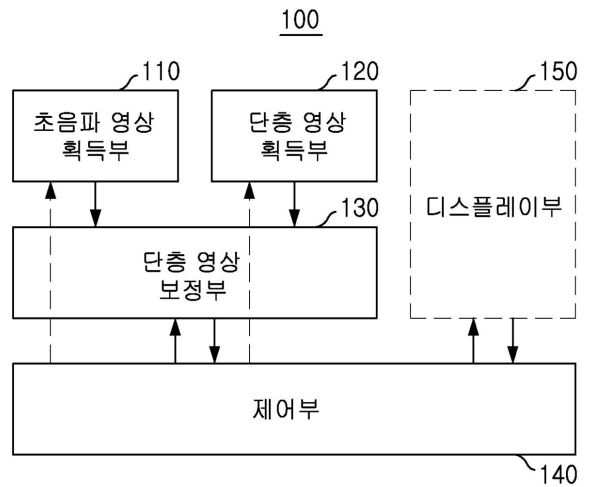 100
110
120
150
초음파 영상
획득부
단층 영상
획득부
디스플레이부
130
단층 영상
보정부
제어부
140